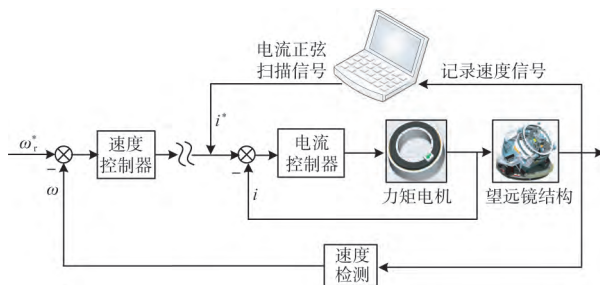 电流正弦
扫描信号
记录速度信号
i*
ω*r
速度
控制器
电流
控制器
−
ω
−
i
力矩电机
望远镜结构
速度
检测